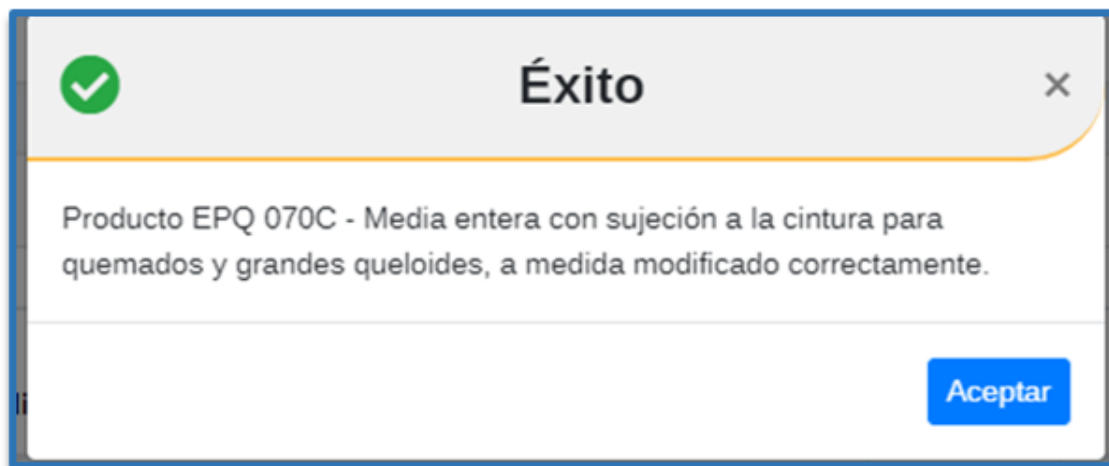 Éxito
×
Producto EPQ 070C - Media entera con sujeción a la cintura para
quemados y grandes queloides, a medida modificado correctamente.
Aceptar